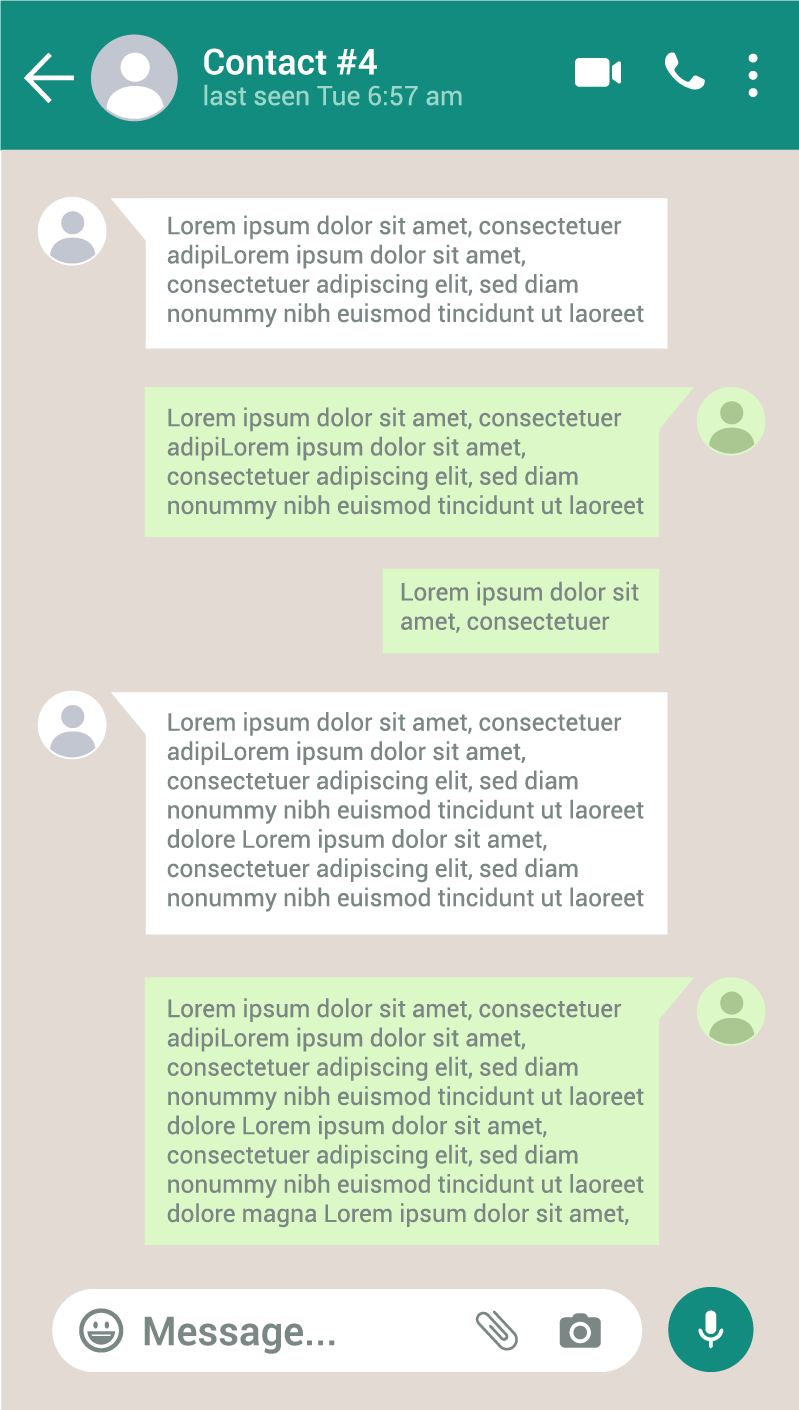 Contact #4
last seen Tue 6:57 am
Lorem ipsum dolor sit amet, consectetuer
adipiLorem ipsum dolor sit amet,
consectetuer adipiscing elit, sed diam
nonummy nibh euismod tincidunt ut laoreet
Lorem ipsum dolor sit amet, consectetuer
adipiLorem ipsum dolor sit amet,
consectetuer adipiscing elit, sed diam
nonummy nibh euismod tincidunt ut laoreet
Lorem ipsum dolor sit
amet, consectetuer
Lorem ipsum dolor sit amet, consectetuer
adipiLorem ipsum dolor sit amet,
consectetuer adipiscing elit, sed diam
nonummy nibh euismod tincidunt ut laoreet
dolore Lorem ipsum dolor sit amet,
consectetuer adipiscing elit, sed diam
nonummy nibh euismod tincidunt ut laoreet
Lorem ipsum dolor sit amet, consectetuer
adipiLorem ipsum dolor sit amet,
consectetuer adipiscing elit, sed diam
nonummy nibh euismod tincidunt ut laoreet
dolore Lorem ipsum dolor sit amet,
consectetuer adipiscing elit, sed diam
nonummy nibh euismod tincidunt ut laoreet
dolore magna Lorem ipsum dolor sit amet,
Message...